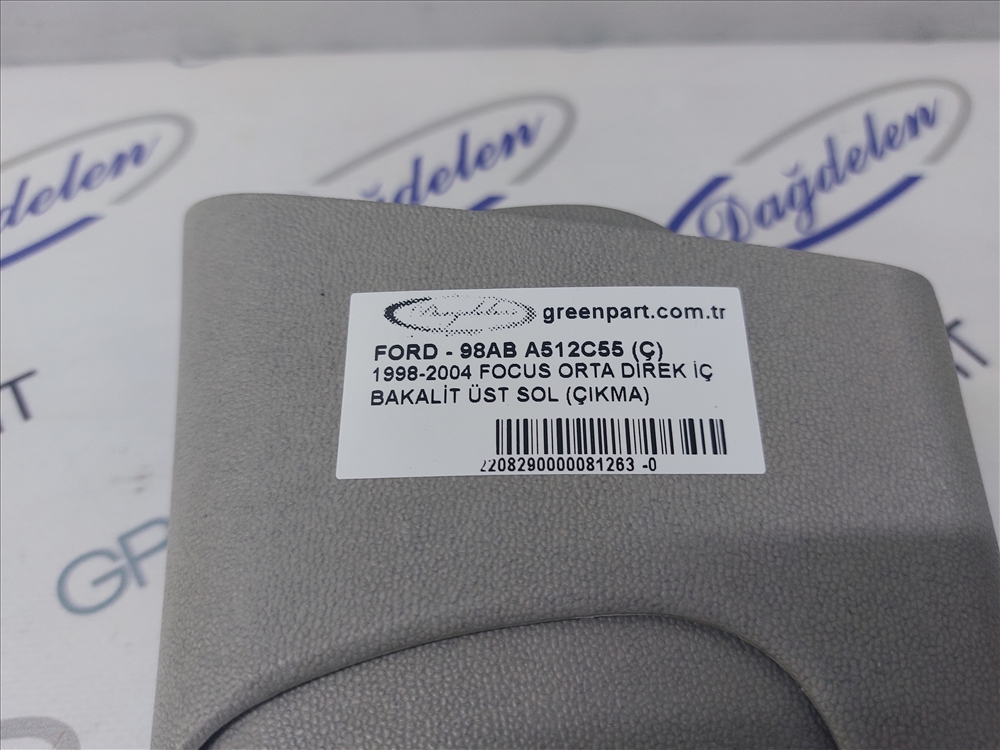 Dağdelen
Dağdelen
greenpart.com.tr
FORD - 98AB A512C55 (Ç)
1998-2004 FOCUS ORTA DİREK İÇ
BAKALİT ÜST SOL (ÇIKMA)
2208290000081263 -0